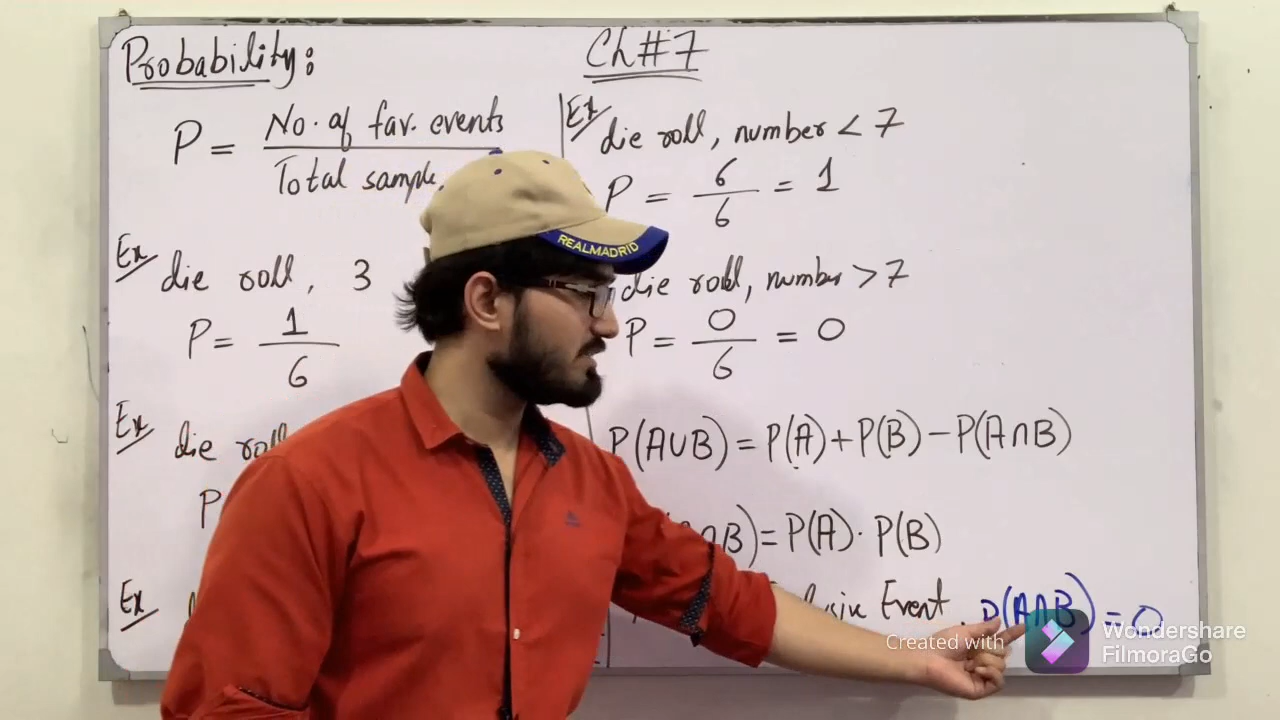 Probability:
P = No. of fav. events
Total sample
Ex die roll, 3
P = 1
6
Ex die roll
P
Ex
Ch#7
Ex die roll, number < 7
P = 6/6 = 1
die roll, number > 7
P = 0/6 = 0
P(A∪B) = P(A) + P(B) - P(A∩B)
∩B) = P(A) · P(B)
Event, P(A∩B) = 0
REALMADRID
Created with
Wondershare
FilmoraGo